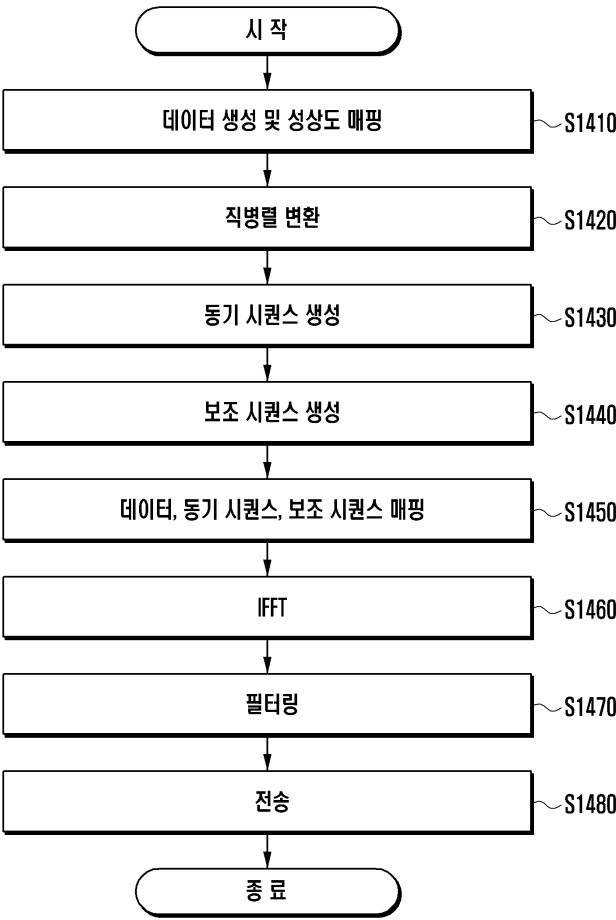 시 작
데이터 생성 및 성상도 매핑
S1410
직병렬 변환
S1420
동기 시퀀스 생성
S1430
보조 시퀀스 생성
S1440
데이터, 동기 시퀀스, 보조 시퀀스 매핑
S1450
IFFT
S1460
필터링
S1470
전송
S1480
종 료